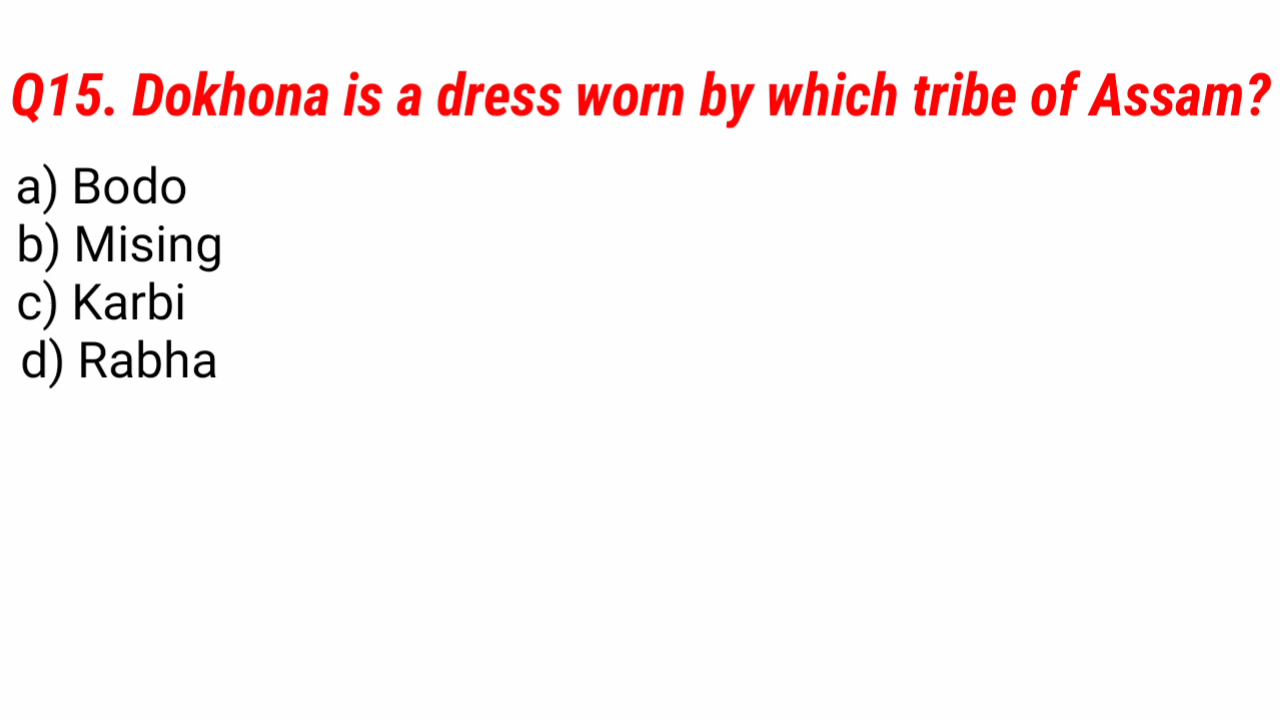 Q15. Dokhona is a dress worn by which tribe of Assam?
a) Bodo
b) Mising
c) Karbi
d) Rabha